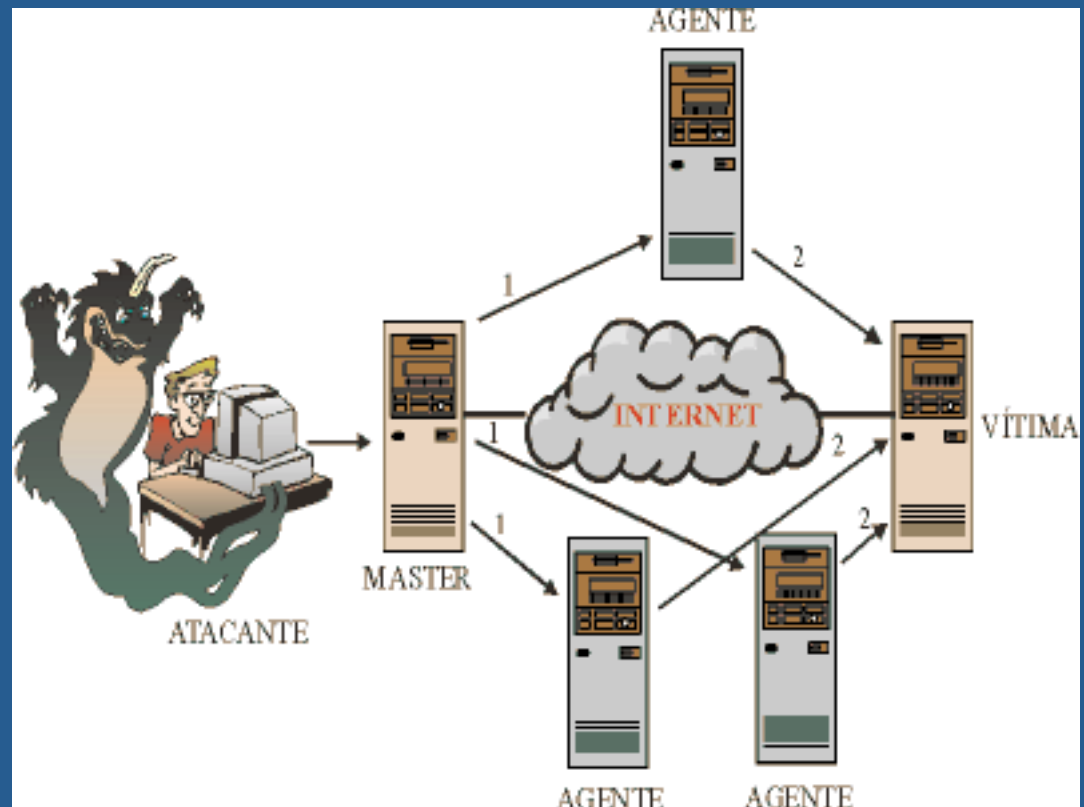 AGENTE
2
1
INTERNET
VÍTIMA
1
2
2
1
MASTER
ATACANTE
AGENTE
AGENTE